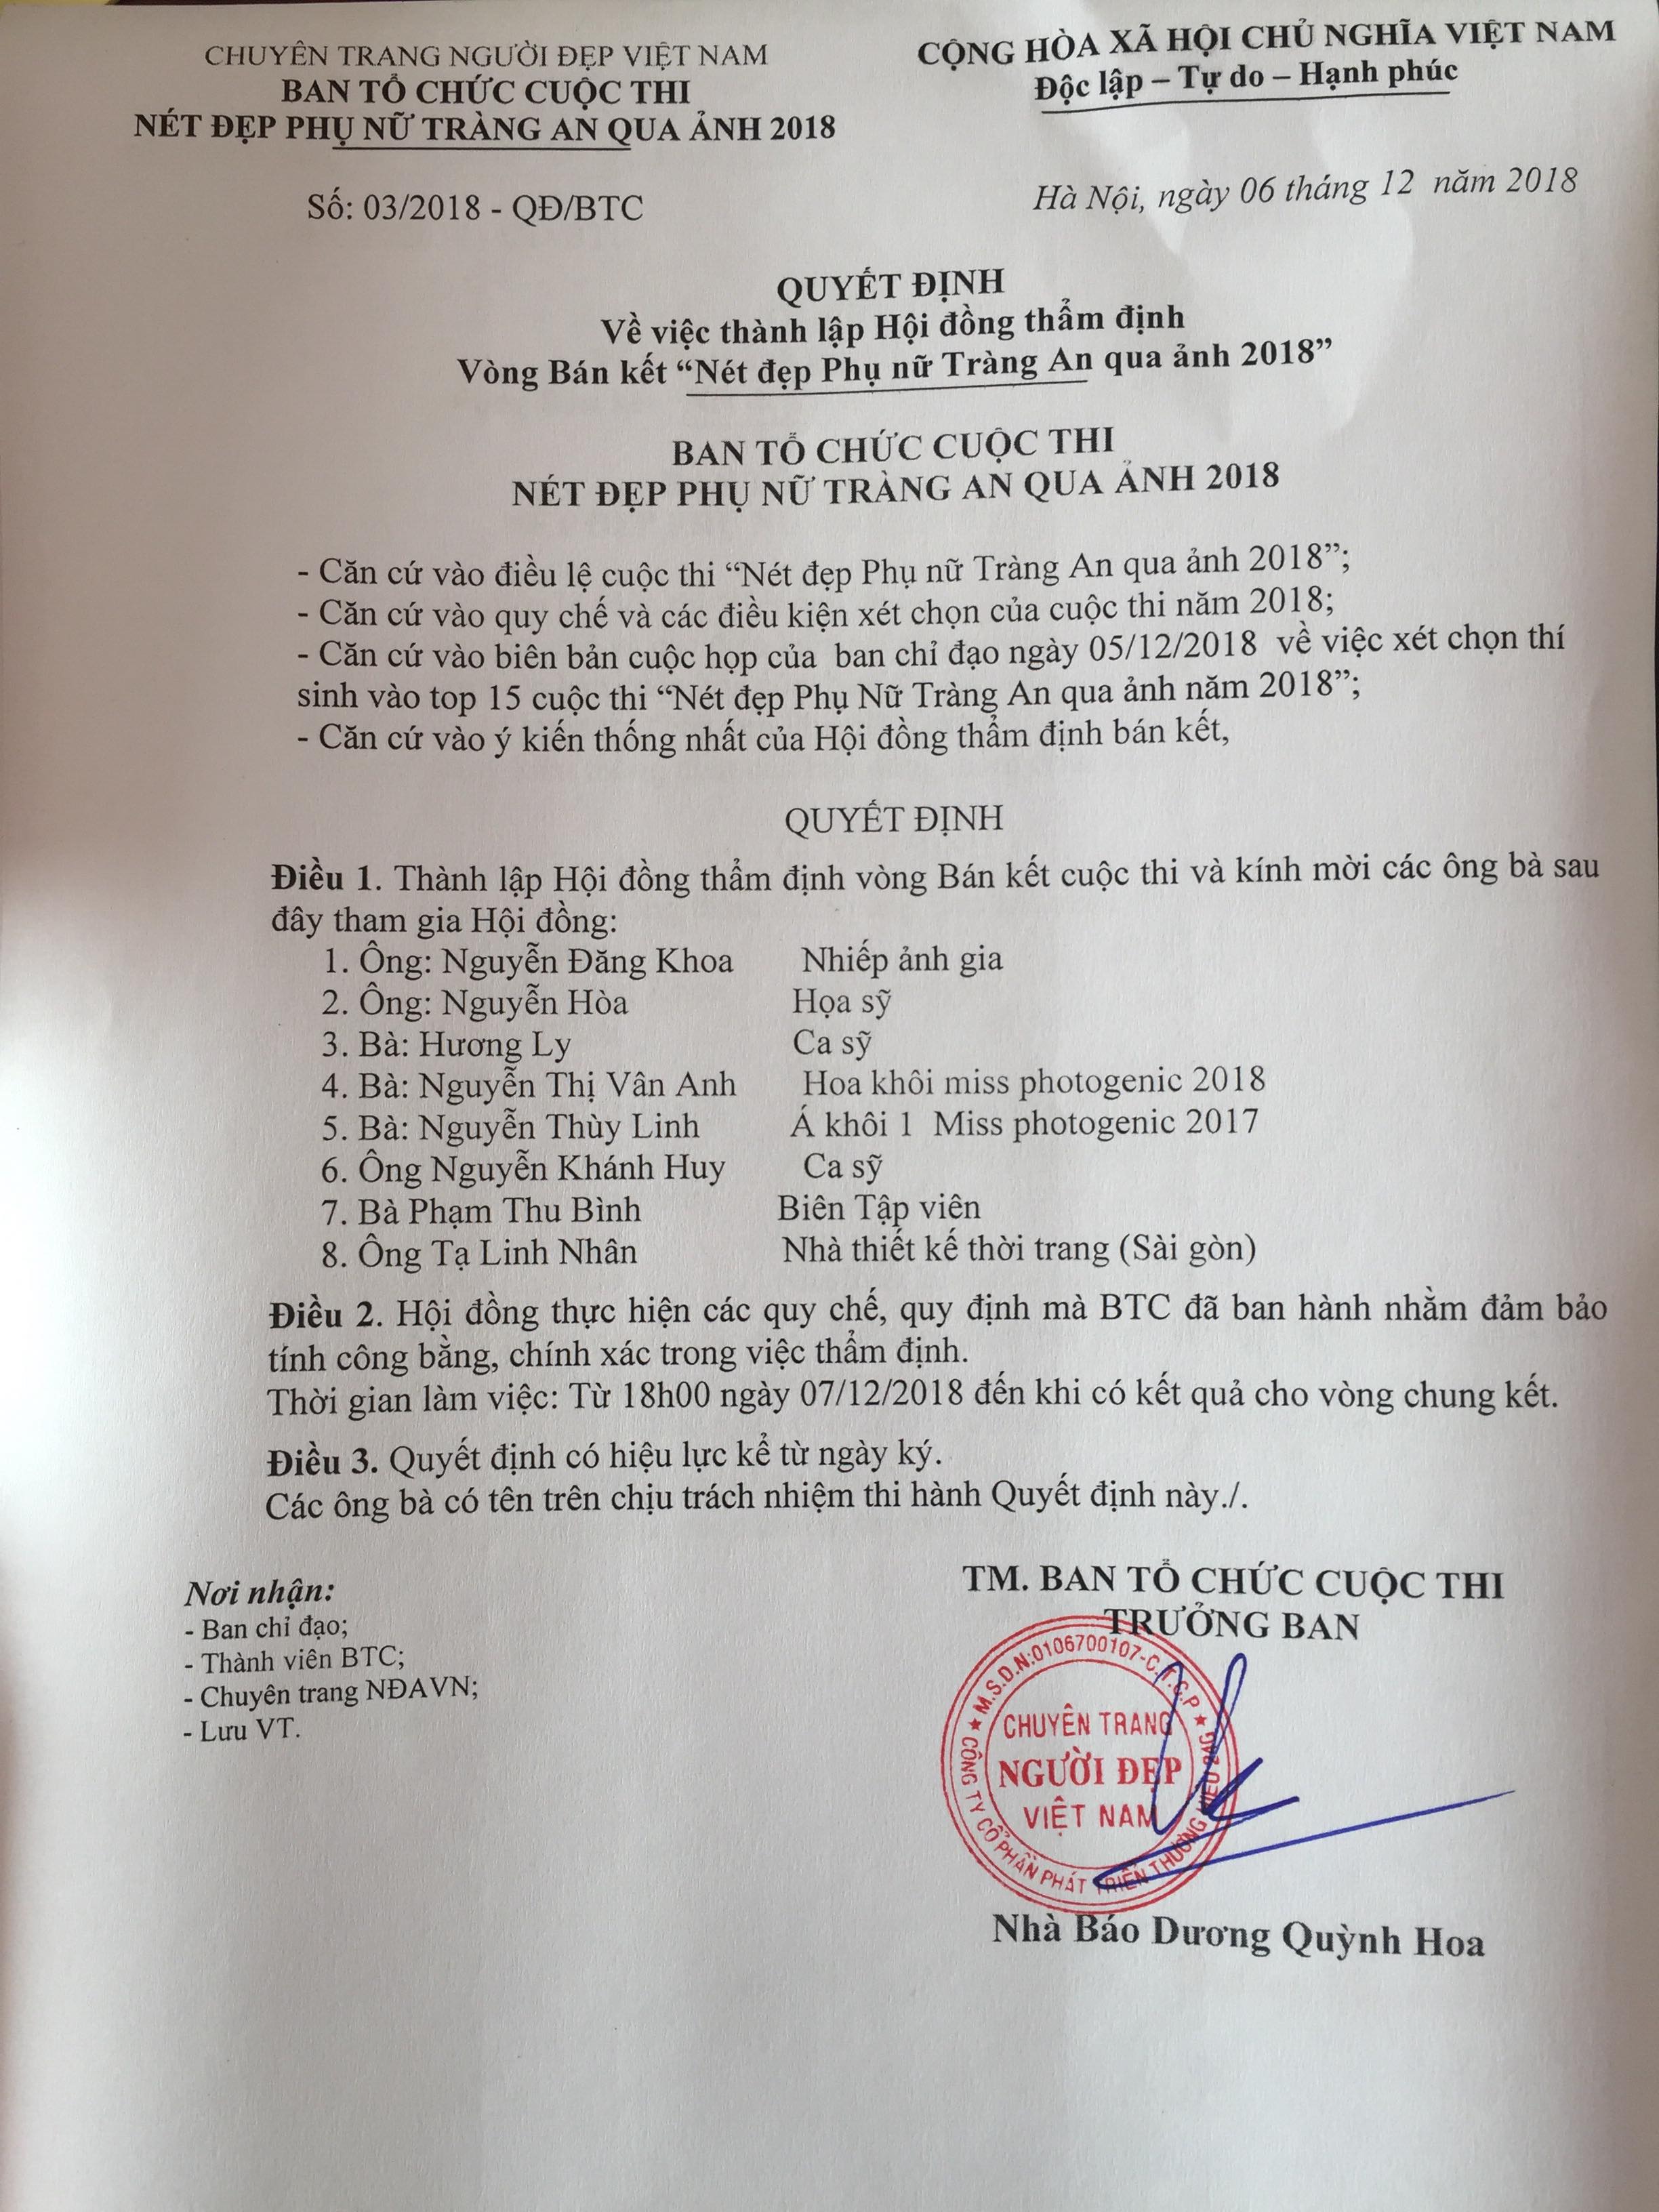 CHUYÊN TRANG NGƯỜI ĐẸP VIỆT NAM
BAN TỔ CHỨC CUỘC THI
NÉT ĐẸP PHỤ NỮ TRÀNG AN QUA ẢNH 2018
CỘNG HÒA XÃ HỘI CHỦ NGHĨA VIỆT NAM
Độc lập – Tự do – Hạnh phúc
Số: 03/2018 - QĐ/BTC
Hà Nội, ngày 06 tháng 12 năm 2018
QUYẾT ĐỊNH
Về việc thành lập Hội đồng thẩm định
Vòng Bán kết “Nét đẹp Phụ nữ Tràng An qua ảnh 2018”
BAN TỔ CHỨC CUỘC THI
NÉT ĐẸP PHỤ NỮ TRÀNG AN QUA ẢNH 2018
- Căn cứ vào điều lệ cuộc thi “Nét đẹp Phụ nữ Tràng An qua ảnh 2018”;
- Căn cứ vào quy chế và các điều kiện xét chọn của cuộc thi năm 2018;
- Căn cứ vào biên bản cuộc họp của ban chỉ đạo ngày 05/12/2018 về việc xét chọn thí
sinh vào top 15 cuộc thi “Nét đẹp Phụ Nữ Tràng An qua ảnh năm 2018”;
- Căn cứ vào ý kiến thống nhất của Hội đồng thẩm định bán kết,
QUYẾT ĐỊNH
Điều 1. Thành lập Hội đồng thẩm định vòng Bán kết cuộc thi và kính mời các ông bà sau
đây tham gia Hội đồng:
1. Ông: Nguyễn Đăng Khoa Nhiếp ảnh gia
2. Ông: Nguyễn Hòa Họa sỹ
3. Bà: Hương Ly Ca sỹ
4. Bà: Nguyễn Thị Vân Anh Hoa khôi miss photogenic 2018
5. Bà: Nguyễn Thùy Linh Á khôi 1 Miss photogenic 2017
6. Ông Nguyễn Khánh Huy Ca sỹ
7. Bà Phạm Thu Bình Biên Tập viên
8. Ông Tạ Linh Nhân Nhà thiết kế thời trang (Sài gòn)
Điều 2. Hội đồng thực hiện các quy chế, quy định mà BTC đã ban hành nhằm đảm bảo
tính công bằng, chính xác trong việc thẩm định.
Thời gian làm việc: Từ 18h00 ngày 07/12/2018 đến khi có kết quả cho vòng chung kết.
Điều 3. Quyết định có hiệu lực kể từ ngày ký.
Các ông bà có tên trên chịu trách nhiệm thi hành Quyết định này./.
Nơi nhận:
- Ban chỉ đạo;
- Thành viên BTC;
- Chuyên trang NĐAVN;
- Lưu VT.
TM. BAN TỔ CHỨC CUỘC THI
TRƯỞNG BAN
M.S.D.N:0106700107-C.T.C.P
CÔNG TY CỔ PHẦN PHÁT TRIỂN THƯƠNG HIỆU
CHUYÊN TRANG
NGƯỜI ĐẸP
VIỆT NAM
Nhà Báo Dương Quỳnh Hoa